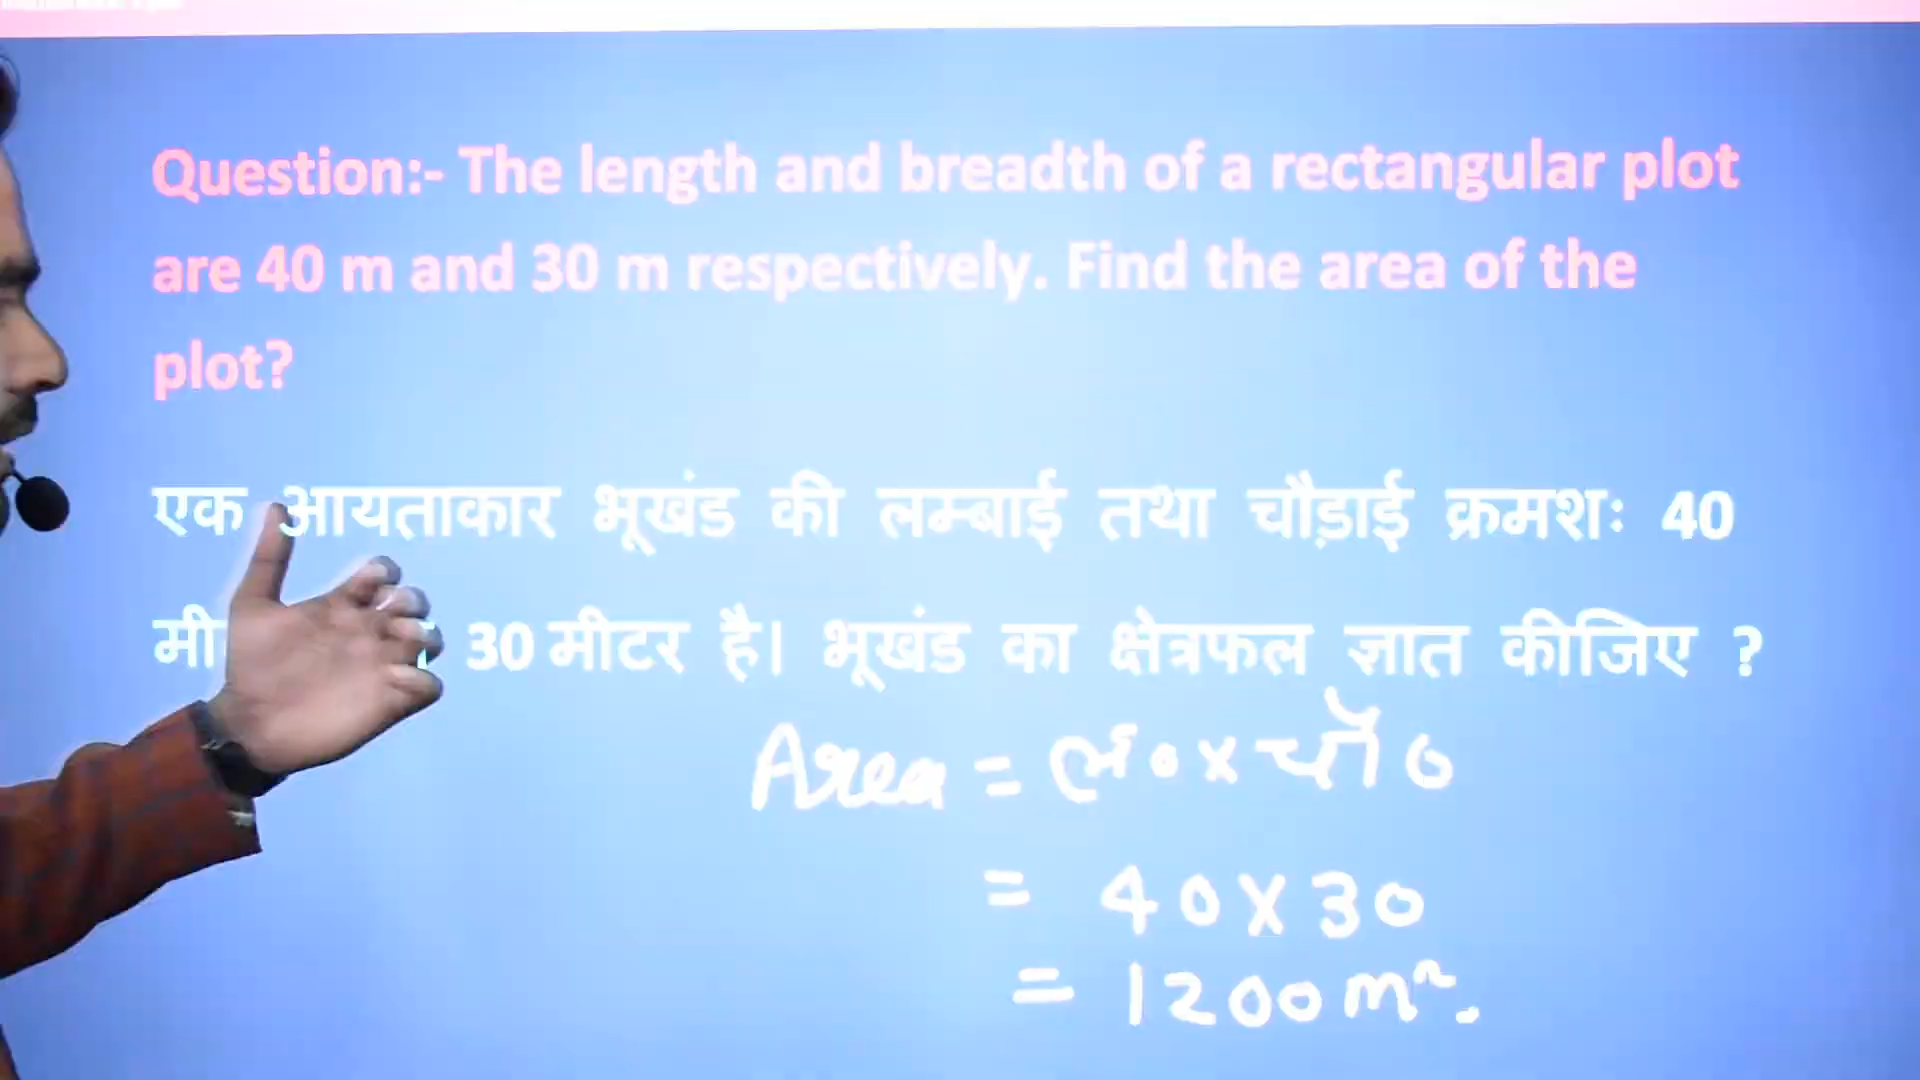 Question:- The length and breadth of a rectangular plot
are 40 m and 30 m respectively. Find the area of the
plot?
एक आयताकार भूखंड की लम्बाई तथा चौड़ाई क्रमशः 40
30 मीटर है। भूखंड का क्षेत्रफल ज्ञात कीजिए ?
Area = ल० × चौ०
= 40 X 30
= 1200 m².